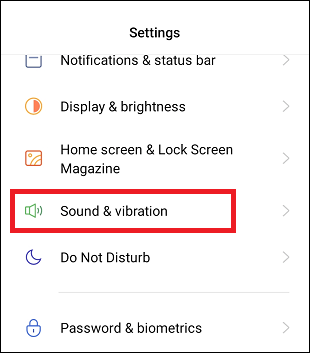 Settings
Notifications & status bar
Display & brightness
Home screen & Lock Screen
Magazine
Sound & vibration
Do Not Disturb
Password & biometrics